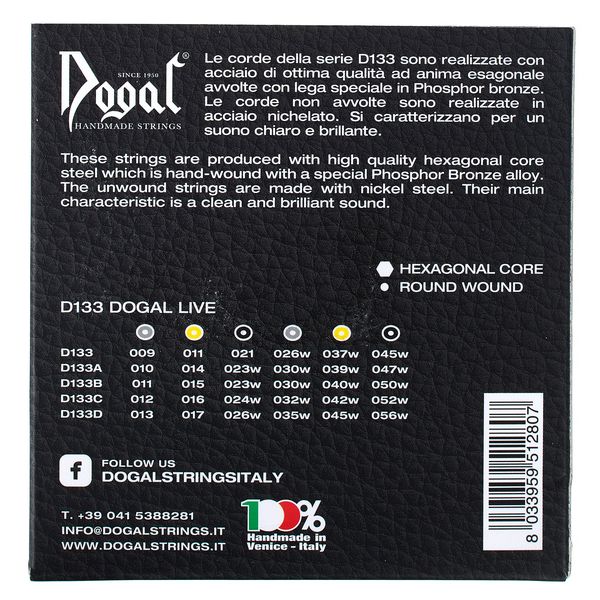 Dogal®
SINCE 1950
HANDMADE STRINGS
Le corde della serie D133 sono realizzate con
acciaio di ottima qualità ad anima esagonale
avvolte con lega speciale in Phosphor bronze.
Le corde non avvolte sono realizzate in
acciaio nichelato. Si caratterizzano per un
suono chiaro e brillante.
These strings are produced with high quality hexagonal core
steel which is hand-wound with a special Phosphor Bronze alloy.
The unwound strings are made with nickel steel. Their main
characteristic is a clean and brilliant sound.
HEXAGONAL CORE
ROUND WOUND
D133 DOGAL LIVE
D133 009 011 021 026w 037w 045w
D133A 010 014 023w 030w 039w 047w
D133B 011 015 023w 030w 040w 050w
D133C 012 016 024w 032w 042w 052w
D133D 013 017 026w 035w 045w 056w
FOLLOW US
DOGALSTRINGSITALY
T. +39 041 5388281
INFO@DOGALSTRINGS.IT
WWW.DOGALSTRINGS.IT
100%
Handmade in
Venice - Italy
8 033959 512807